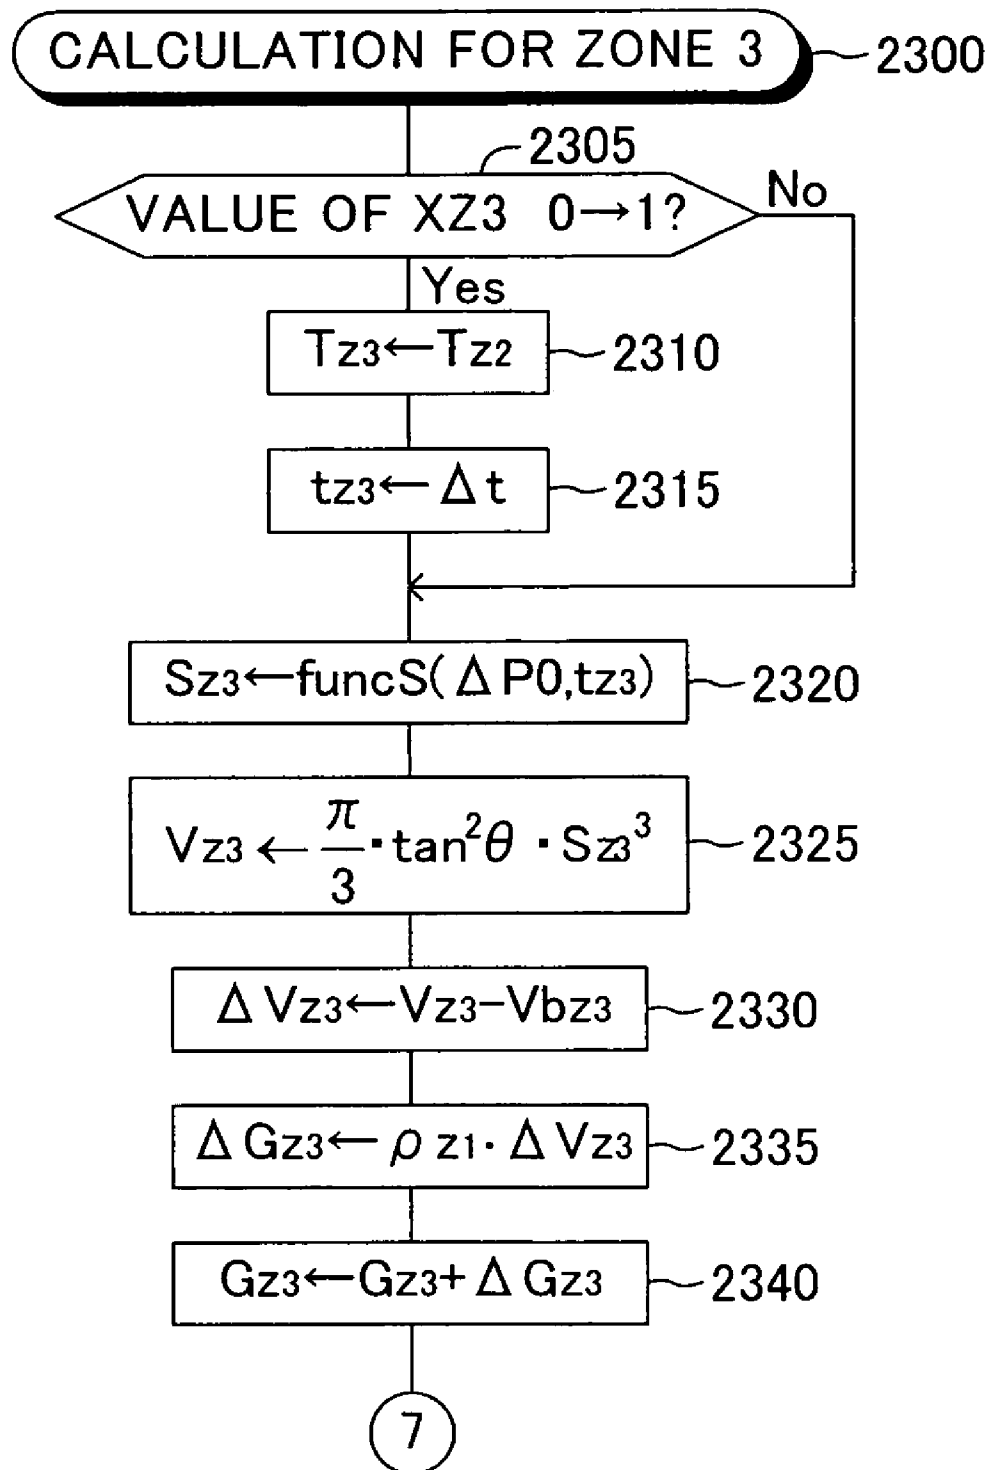 CALCULATION FOR ZONE 3
2300
2305
VALUE OF XZ3 0→1?
No
Yes
Tz3←Tz2
2310
tz3←Δt
2315
Sz3←funcS(ΔP0,tz3)
2320
Vz3←π/3·tan²θ·Sz3³
2325
ΔVz3←Vz3−Vbz3
2330
ΔGz3←ρz1·ΔVz3
2335
Gz3←Gz3+ΔGz3
2340
7